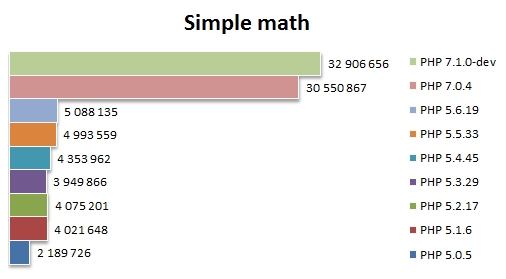 Simple math
32 906 656
30 550 867
5 088 135
4 993 559
4 353 962
3 949 866
4 075 201
4 021 648
2 189 726
PHP 7.1.0-dev
PHP 7.0.4
PHP 5.6.19
PHP 5.5.33
PHP 5.4.45
PHP 5.3.29
PHP 5.2.17
PHP 5.1.6
PHP 5.0.5